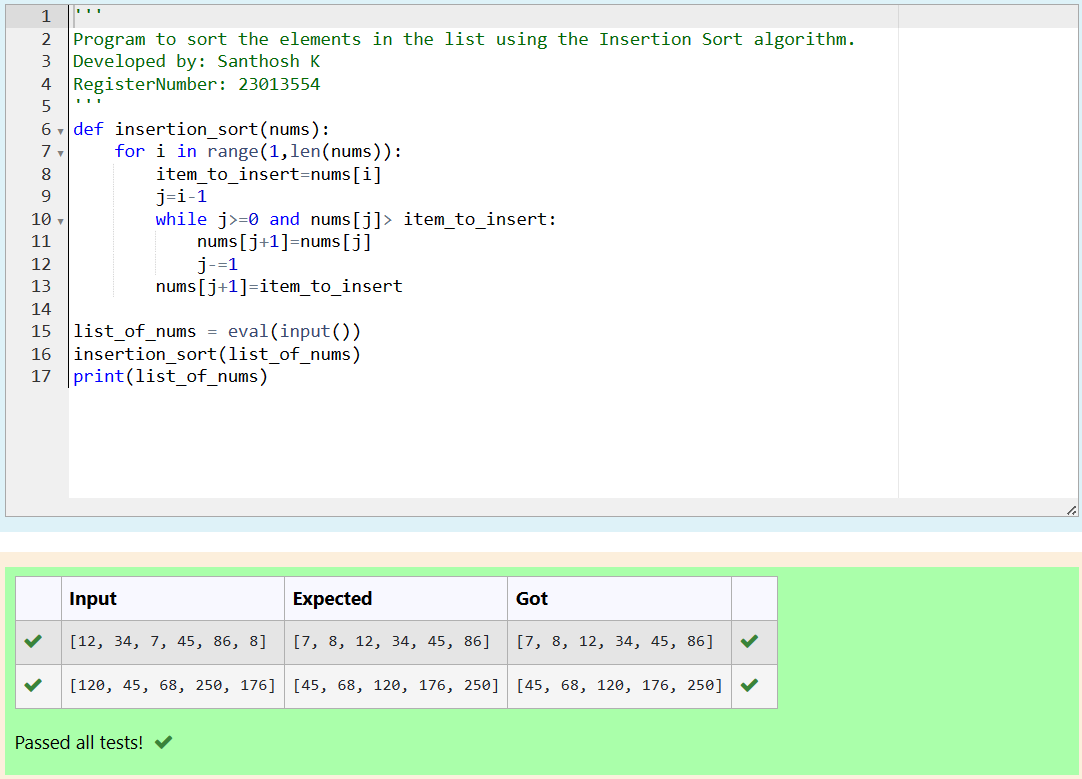 1 '''
2 Program to sort the elements in the list using the Insertion Sort algorithm.
3 Developed by: Santhosh K
4 RegisterNumber: 23013554
5 '''
6 def insertion_sort(nums):
7     for i in range(1,len(nums)):
8         item_to_insert=nums[i]
9         j=i-1
10         while j>=0 and nums[j]> item_to_insert:
11             nums[j+1]=nums[j]
12             j-=1
13         nums[j+1]=item_to_insert
14
15 list_of_nums = eval(input())
16 insertion_sort(list_of_nums)
17 print(list_of_nums)
Input Expected Got
[12, 34, 7, 45, 86, 8] [7, 8, 12, 34, 45, 86] [7, 8, 12, 34, 45, 86]
[120, 45, 68, 250, 176] [45, 68, 120, 176, 250] [45, 68, 120, 176, 250]
Passed all tests!